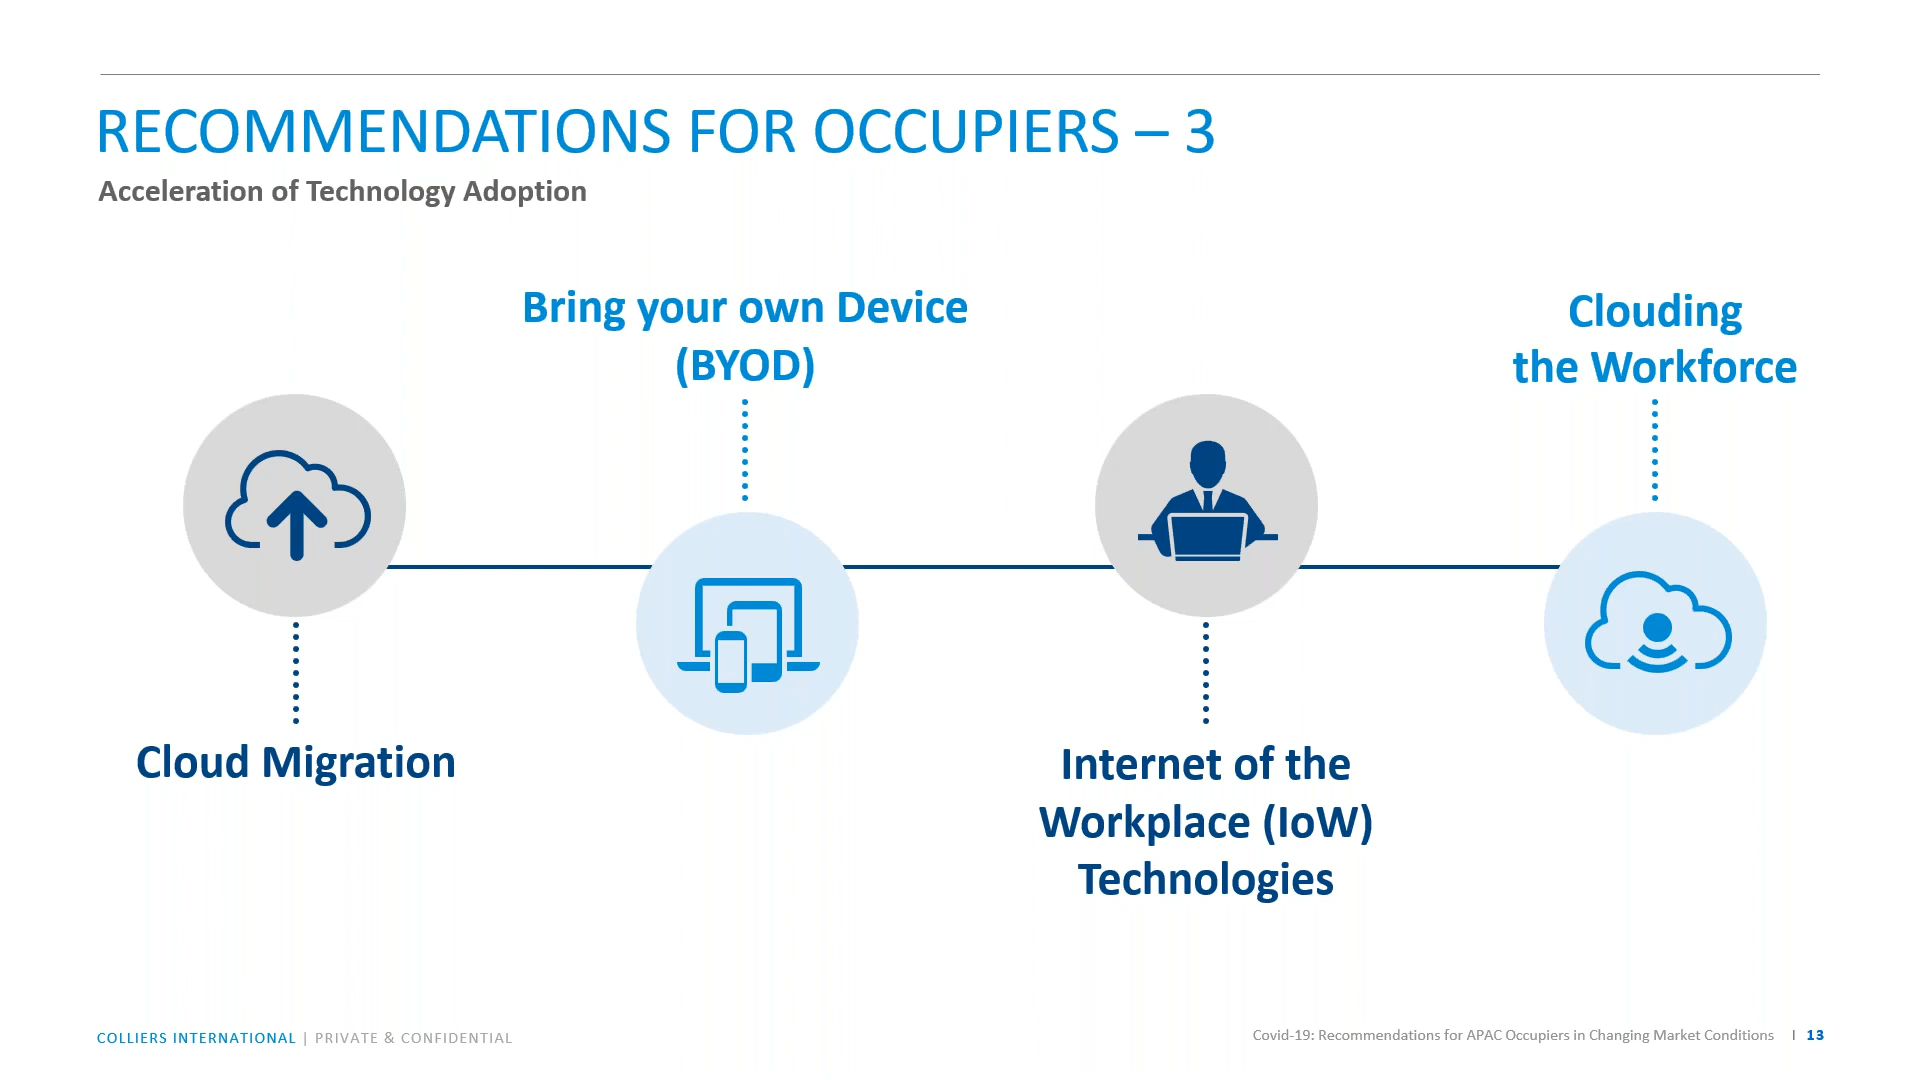 RECOMMENDATIONS FOR OCCUPIERS – 3
Acceleration of Technology Adoption
Bring your own Device
(BYOD)
Clouding
the Workforce
Cloud Migration
Internet of the
Workplace (IoW)
Technologies
COLLIERS INTERNATIONAL | PRIVATE & CONFIDENTIAL
Covid-19: Recommendations for APAC Occupiers in Changing Market Conditions | 13